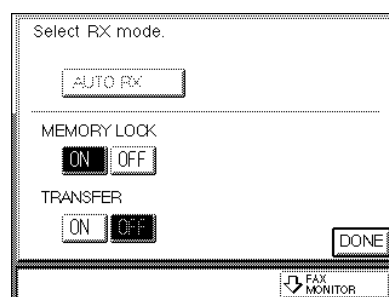 Select RX mode.
AUTO RX
MEMORY LOCK
ON OFF
TRANSFER
ON OFF
DONE
FAX
MONITOR